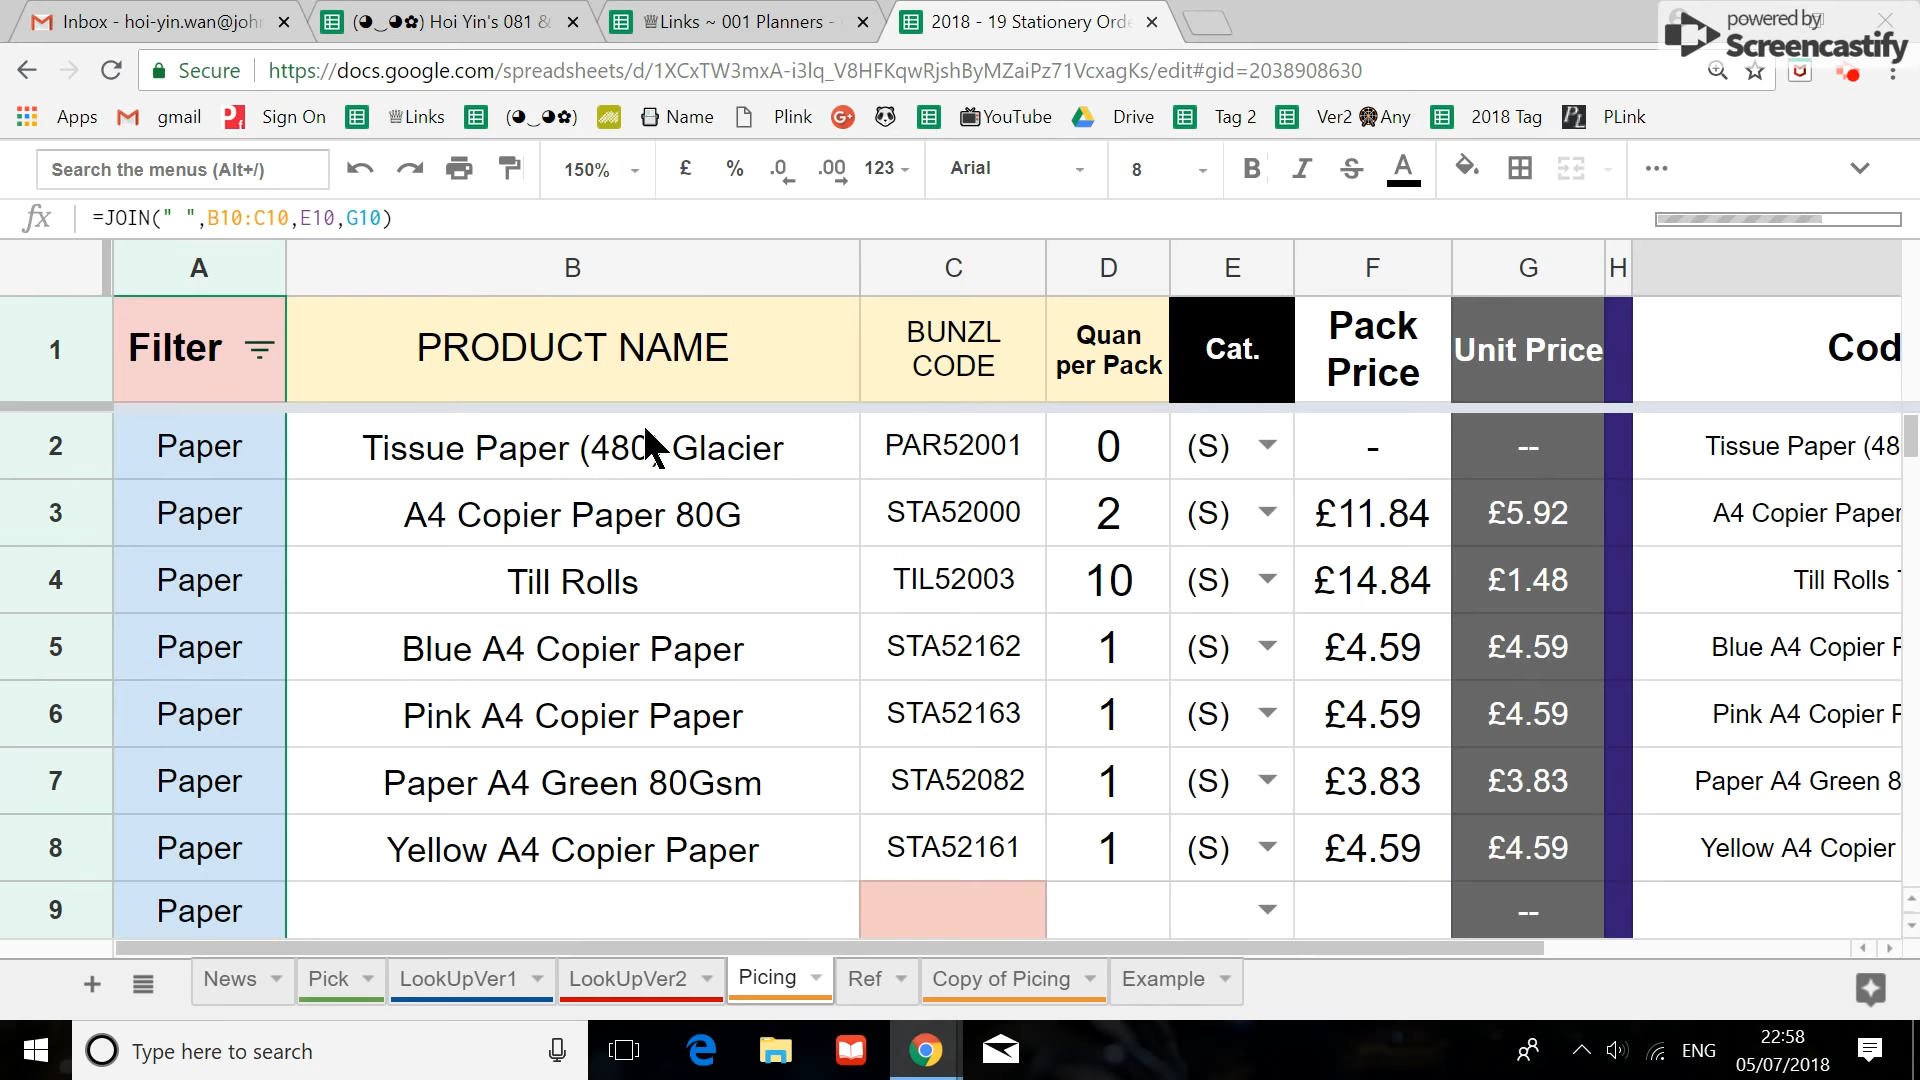 Inbox - hoi-yin.wan@joh
(◕‿◕✿) Hoi Yin's 081 &
♕Links ~ 001 Planners -
2018 - 19 Stationery Orde
powered by
Screencastify
Secure
https://docs.google.com/spreadsheets/d/1XCxTW3mxA-i3lq_V8HFKqwRjshByMZaiPz71VcxagKs/edit#gid=2038908630
Apps gmail Sign On ♕Links (◕‿◕✿) Name Plink YouTube Drive Tag 2 Ver2 🎡Any 2018 Tag PLink
Search the menus (Alt+/) 150% £ % .0 .00 123 Arial 8 B I S A
fx =JOIN(" ",B10:C10,E10,G10)
A B C D E F G H
1 Filter PRODUCT NAME BUNZL CODE Quan per Pack Cat. Pack Price Unit Price Cod
2 Paper Tissue Paper (480 Glacier PAR52001 0 (S) - -- Tissue Paper (48
3 Paper A4 Copier Paper 80G STA52000 2 (S) £11.84 £5.92 A4 Copier Paper
4 Paper Till Rolls TIL52003 10 (S) £14.84 £1.48 Till Rolls
5 Paper Blue A4 Copier Paper STA52162 1 (S) £4.59 £4.59 Blue A4 Copier
6 Paper Pink A4 Copier Paper STA52163 1 (S) £4.59 £4.59 Pink A4 Copier
7 Paper Paper A4 Green 80Gsm STA52082 1 (S) £3.83 £3.83 Paper A4 Green 8
8 Paper Yellow A4 Copier Paper STA52161 1 (S) £4.59 £4.59 Yellow A4 Copier
9 Paper --
News Pick LookUpVer1 LookUpVer2 Picing Ref Copy of Picing Example
Type here to search
ENG
22:58
05/07/2018